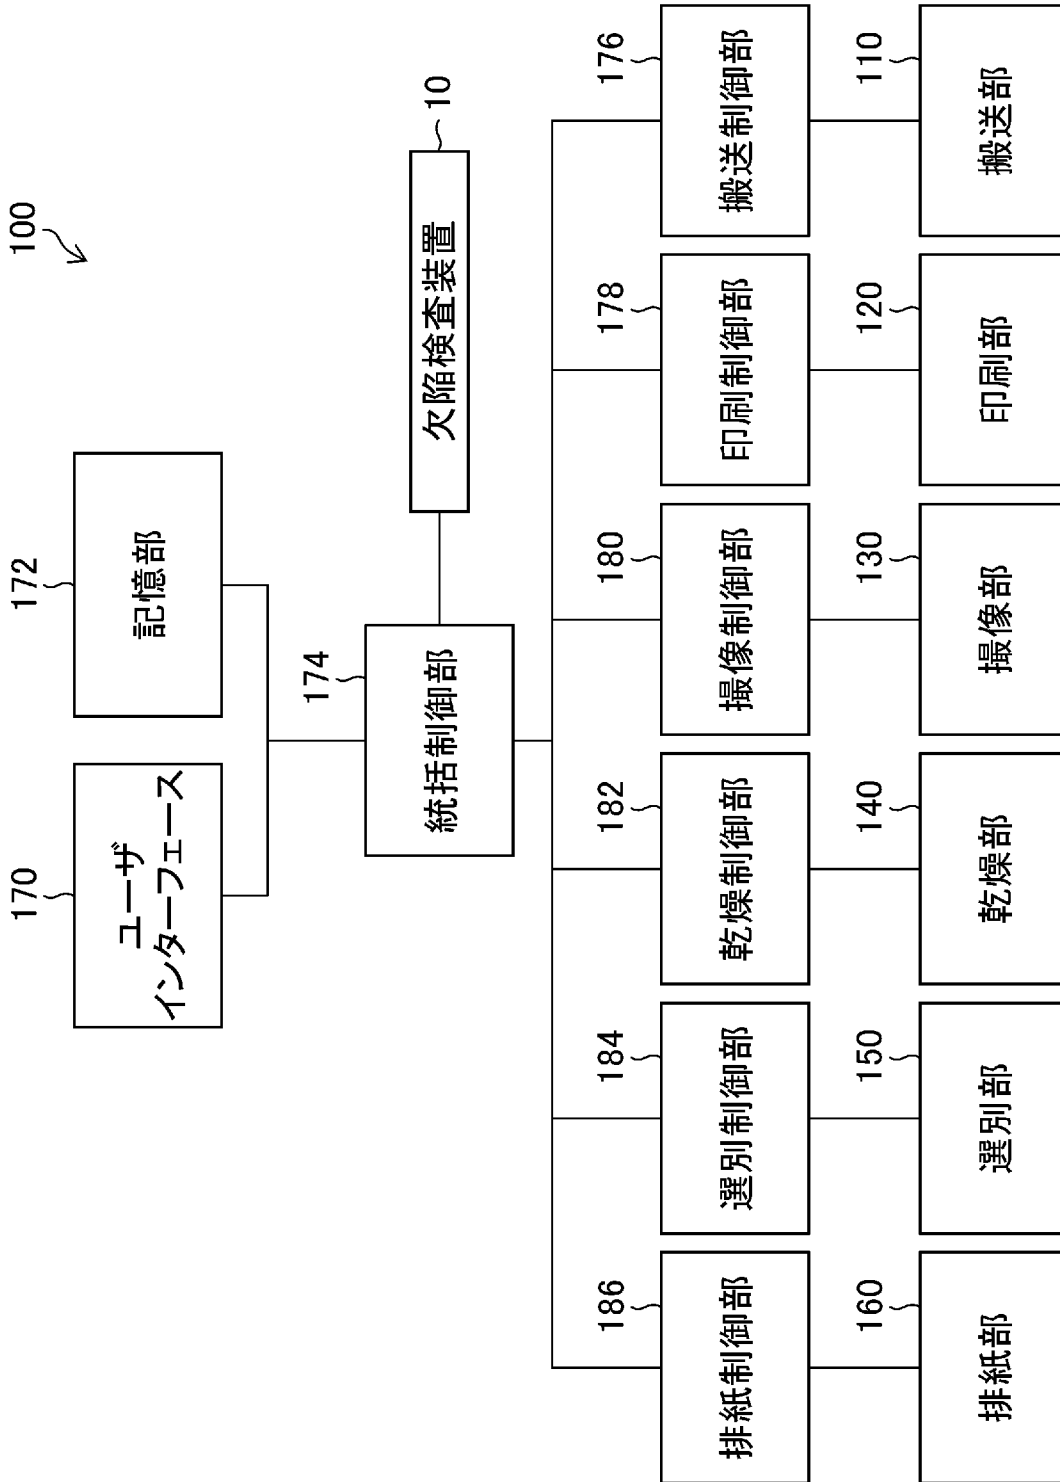 100
170
ユーザ
インターフェース
172
記憶部
174
統括制御部
10
欠陥検査装置
186
排紙制御部
184
選別制御部
182
乾燥制御部
180
撮像制御部
178
印刷制御部
176
搬送制御部
160
排紙部
150
選別部
140
乾燥部
130
撮像部
120
印刷部
110
搬送部